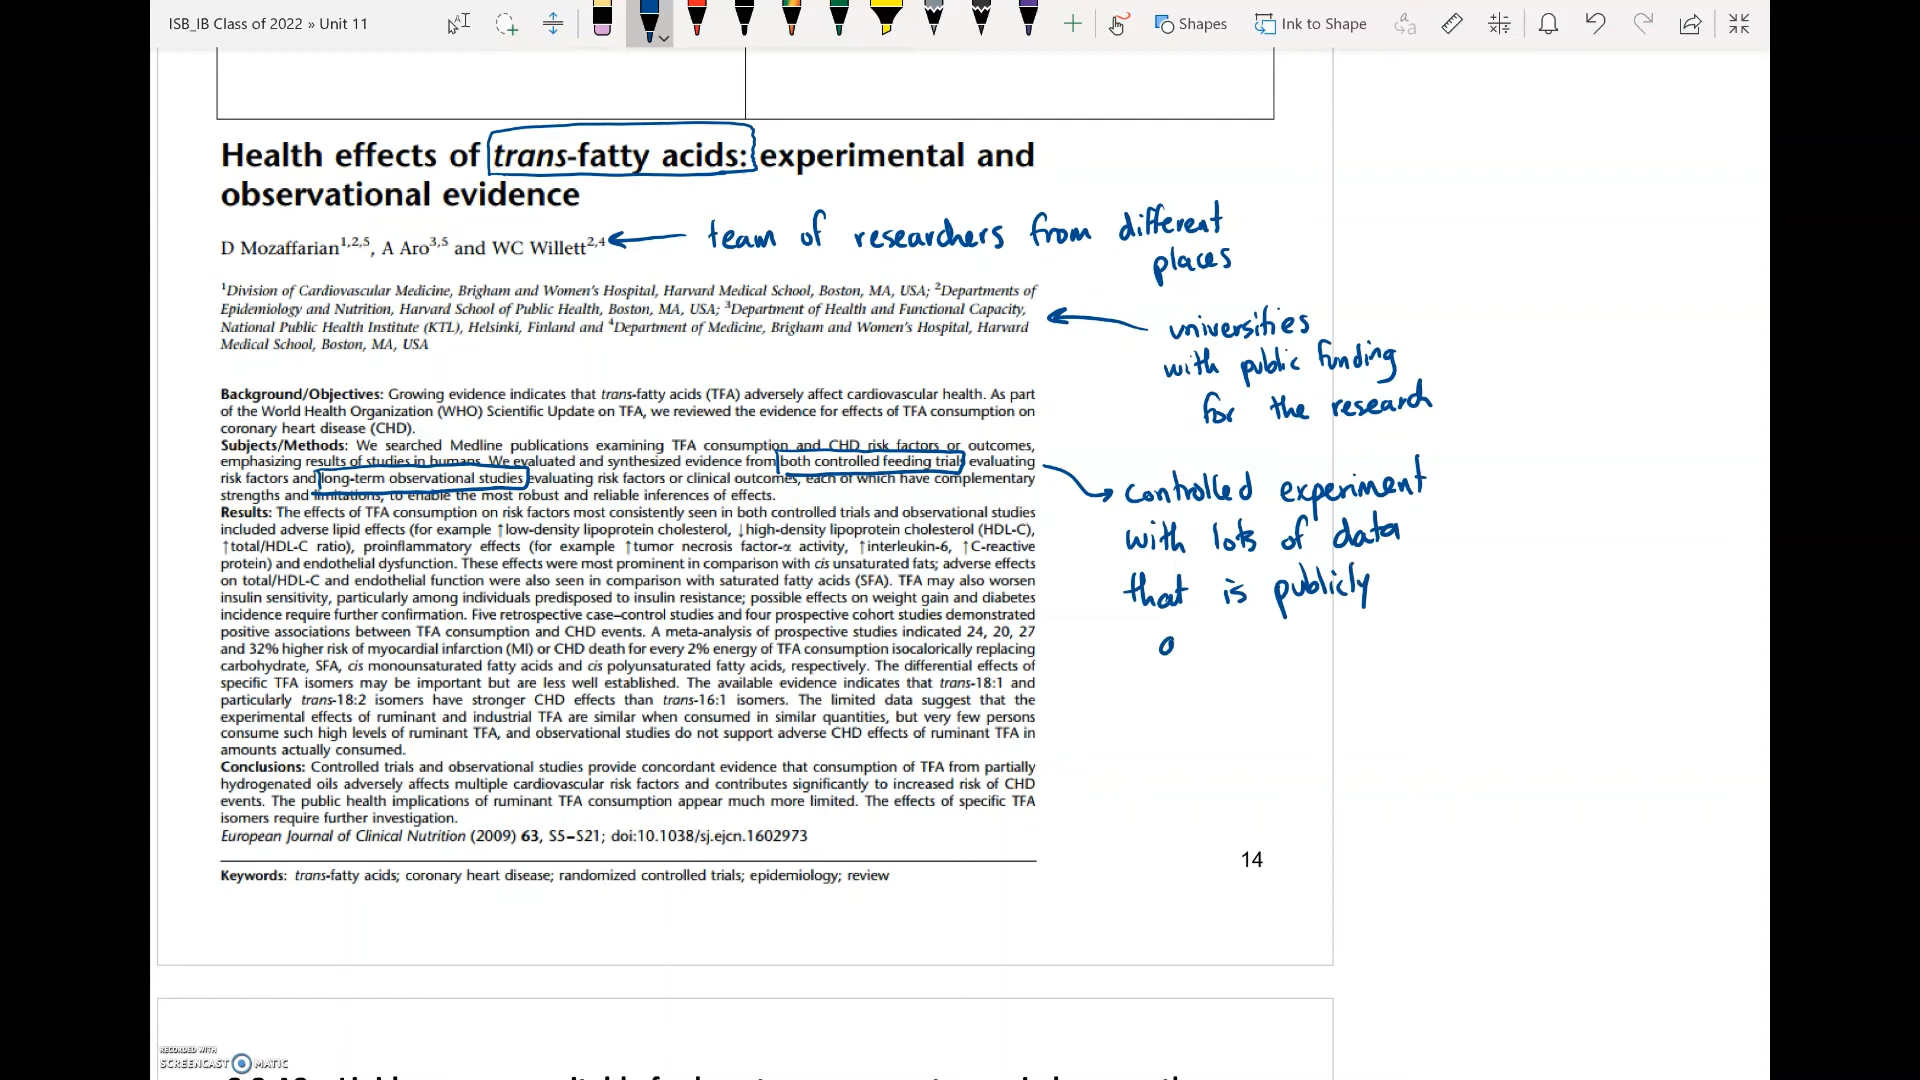 ISB_IB Class of 2022 » Unit 11
Shapes
Ink to Shape
Health effects of trans-fatty acids: experimental and
observational evidence
D Mozaffarian1,2,5, A Aro3,5 and WC Willett2,4
team of researchers from different
places
1Division of Cardiovascular Medicine, Brigham and Women's Hospital, Harvard Medical School, Boston, MA, USA; 2Departments of
Epidemiology and Nutrition, Harvard School of Public Health, Boston, MA, USA; 3Department of Health and Functional Capacity,
National Public Health Institute (KTL), Helsinki, Finland and 4Department of Medicine, Brigham and Women's Hospital, Harvard
Medical School, Boston, MA, USA
universities
with public funding
for the research
Background/Objectives: Growing evidence indicates that trans-fatty acids (TFA) adversely affect cardiovascular health. As part
of the World Health Organization (WHO) Scientific Update on TFA, we reviewed the evidence for effects of TFA consumption on
coronary heart disease (CHD).
Subjects/Methods: We searched Medline publications examining TFA consumption and CHD risk factors or outcomes,
emphasizing results of studies in humans. We evaluated and synthesized evidence from both controlled feeding trials evaluating
risk factors and long-term observational studies evaluating risk factors or clinical outcomes, each of which have complementary
strengths and limitations, to enable the most robust and reliable inferences of effects.
Results: The effects of TFA consumption on risk factors most consistently seen in both controlled trials and observational studies
included adverse lipid effects (for example ↑low-density lipoprotein cholesterol, ↓high-density lipoprotein cholesterol (HDL-C),
↑total/HDL-C ratio), proinflammatory effects (for example ↑tumor necrosis factor-α activity, ↑interleukin-6, ↑C-reactive
protein) and endothelial dysfunction. These effects were most prominent in comparison with cis unsaturated fats; adverse effects
on total/HDL-C and endothelial function were also seen in comparison with saturated fatty acids (SFA). TFA may also worsen
insulin sensitivity, particularly among individuals predisposed to insulin resistance; possible effects on weight gain and diabetes
incidence require further confirmation. Five retrospective case–control studies and four prospective cohort studies demonstrated
positive associations between TFA consumption and CHD events. A meta-analysis of prospective studies indicated 24, 20, 27
and 32% higher risk of myocardial infarction (MI) or CHD death for every 2% energy of TFA consumption isocalorically replacing
carbohydrate, SFA, cis monounsaturated fatty acids and cis polyunsaturated fatty acids, respectively. The differential effects of
specific TFA isomers may be important but are less well established. The available evidence indicates that trans-18:1 and
particularly trans-18:2 isomers have stronger CHD effects than trans-16:1 isomers. The limited data suggest that the
experimental effects of ruminant and industrial TFA are similar when consumed in similar quantities, but very few persons
consume such high levels of ruminant TFA, and observational studies do not support adverse CHD effects of ruminant TFA in
amounts actually consumed.
Conclusions: Controlled trials and observational studies provide concordant evidence that consumption of TFA from partially
hydrogenated oils adversely affects multiple cardiovascular risk factors and contributes significantly to increased risk of CHD
events. The public health implications of ruminant TFA consumption appear much more limited. The effects of specific TFA
isomers require further investigation.
European Journal of Clinical Nutrition (2009) 63, S5–S21; doi:10.1038/sj.ejcn.1602973
controlled experiment
with lots of data
that is publicly
a
Keywords: trans-fatty acids; coronary heart disease; randomized controlled trials; epidemiology; review
14
RECORDED WITH
SCREENCAST MATIC